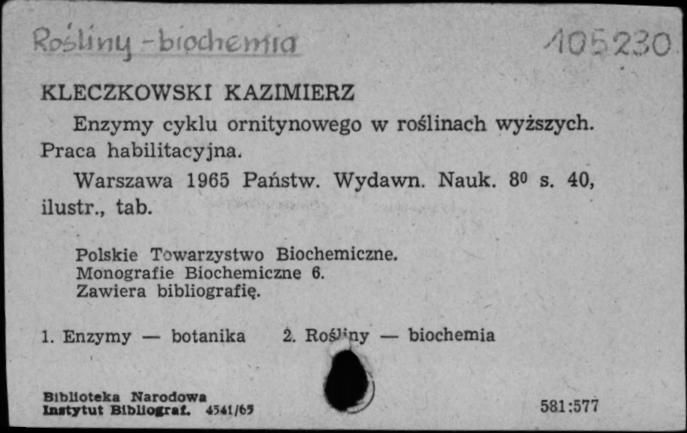 Rośliny - biochemia 105230
KLECZKOWSKI KAZIMIERZ
Enzymy cyklu ornitynowego w roślinach wyższych.
Praca habilitacyjna.
Warszawa 1965 Państw. Wydawn. Nauk. 8⁰ s. 40,
ilustr., tab.
Polskie Towarzystwo Biochemiczne.
Monografie Biochemiczne 6.
Zawiera bibliografię.
1. Enzymy — botanika 2. Rośliny — biochemia
Biblioteka Narodowa
Instytut Bibliograf. 4541/65 581:577